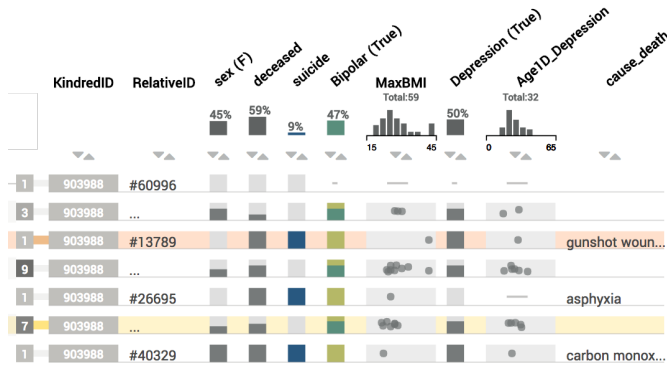 KindredID RelativeID sex (F) deceased suicide Bipolar (True) MaxBMI Depression (True) Age1D_Depression cause_death
45% 59% 9% 47% Total:59 50% Total:32
15 45 0 65
1 903988 #60996
3 903988 ...
1 903988 #13789 gunshot woun...
9 903988 ...
1 903988 #26695 asphyxia
7 903988 ...
1 903988 #40329 carbon monox...